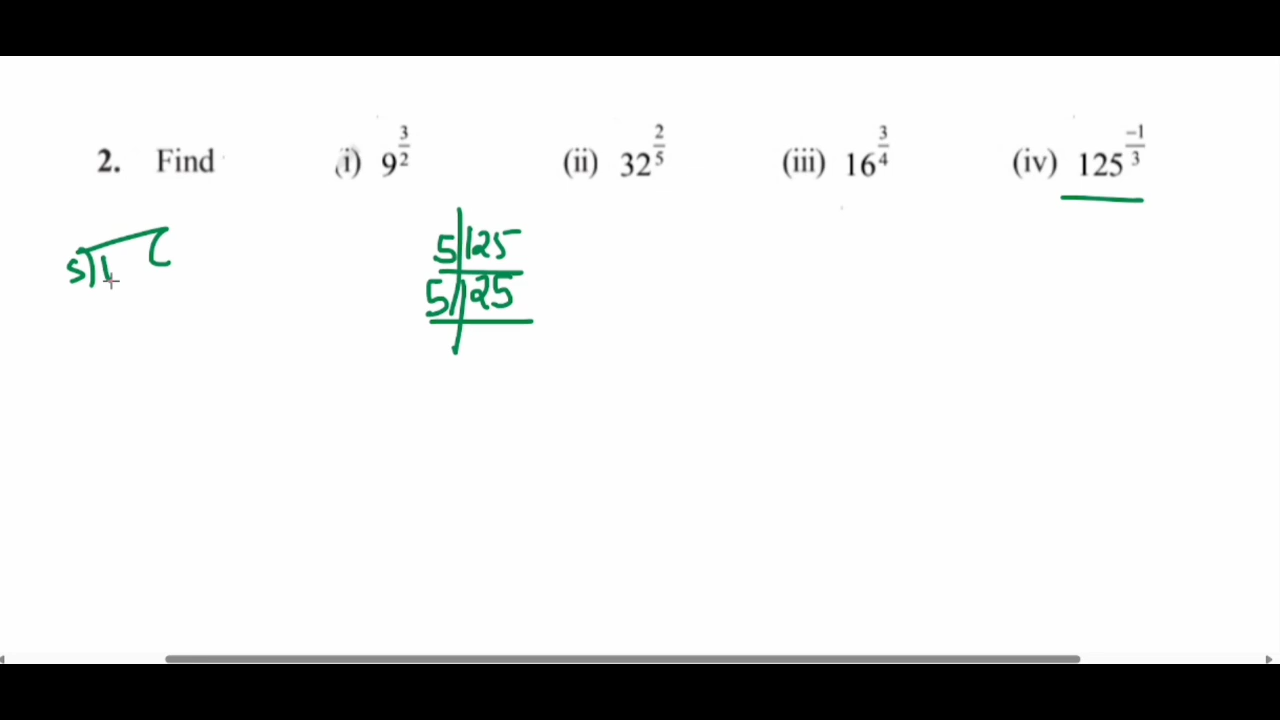 2. Find (i) 9^{3/2} (ii) 32^{2/5} (iii) 16^{3/4} (iv) 125^{-1/3}
5 | 125
5 | 25
5